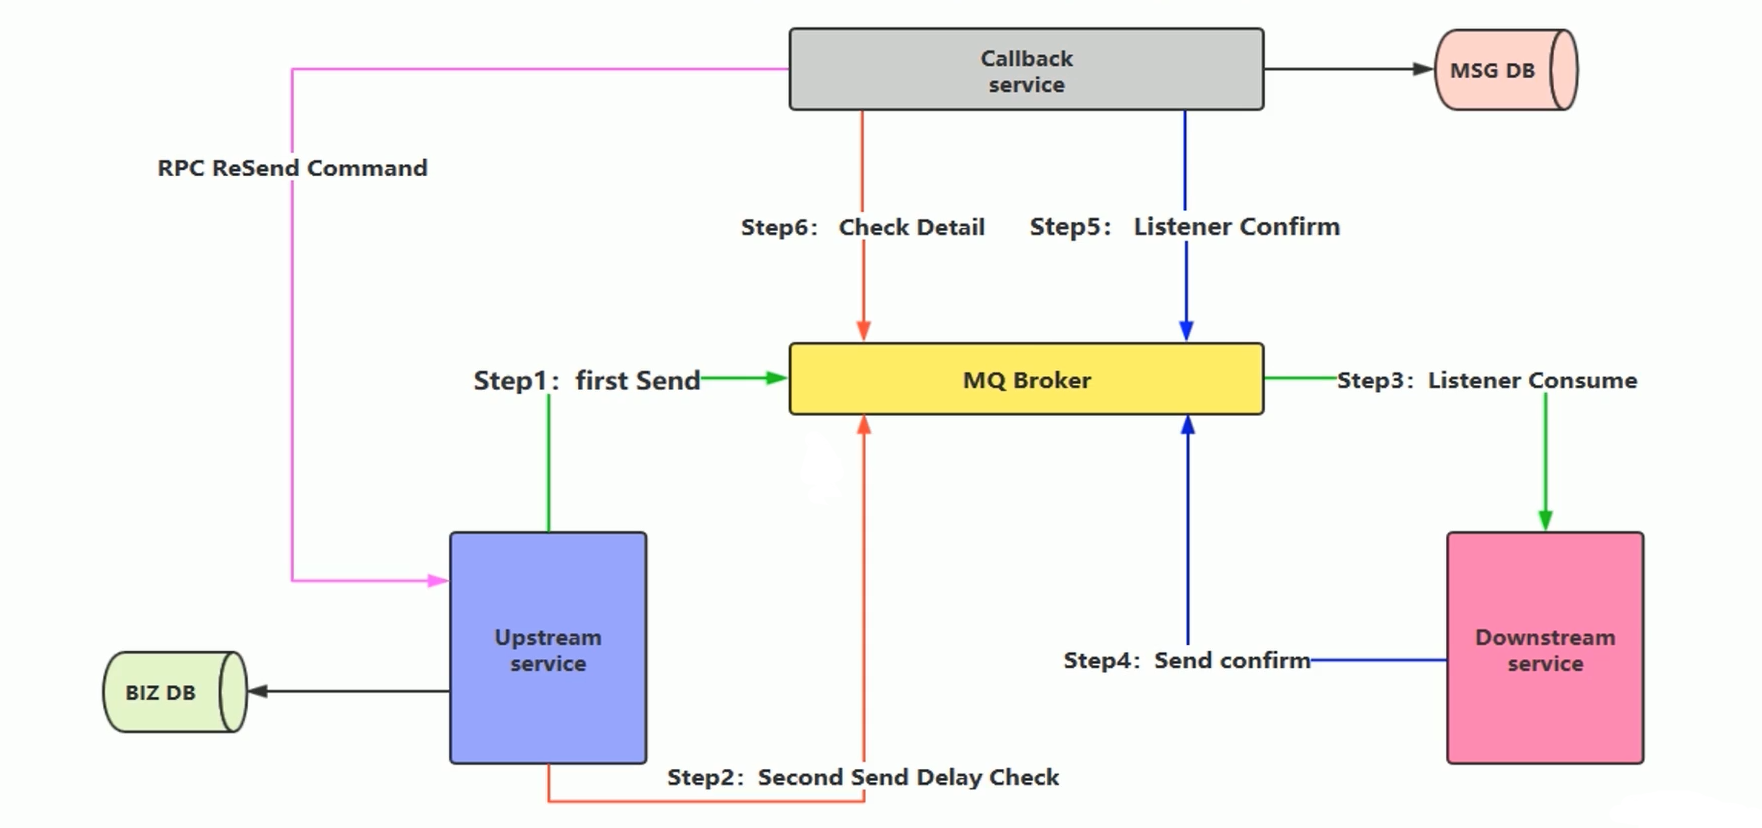 Callback
service
MSG DB
RPC ReSend Command
Step6： Check Detail
Step5： Listener Confirm
Step1：first Send
MQ Broker
Step3：Listener Consume
Upstream
service
Downstream
service
Step4：Send confirm
BIZ DB
Step2：Second Send Delay Check